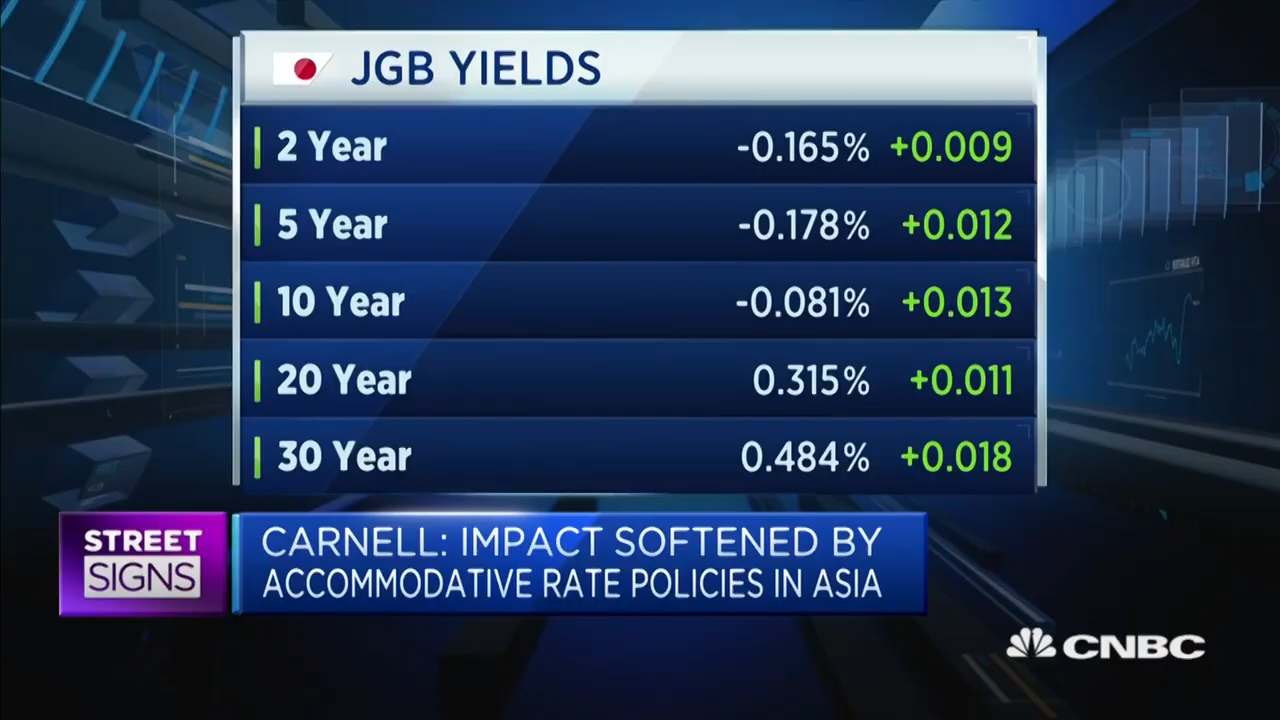 JGB YIELDS
2 Year -0.165% +0.009
5 Year -0.178% +0.012
10 Year -0.081% +0.013
20 Year 0.315% +0.011
30 Year 0.484% +0.018
STREET
SIGNS
CARNELL: IMPACT SOFTENED BY
ACCOMMODATIVE RATE POLICIES IN ASIA
CNBC